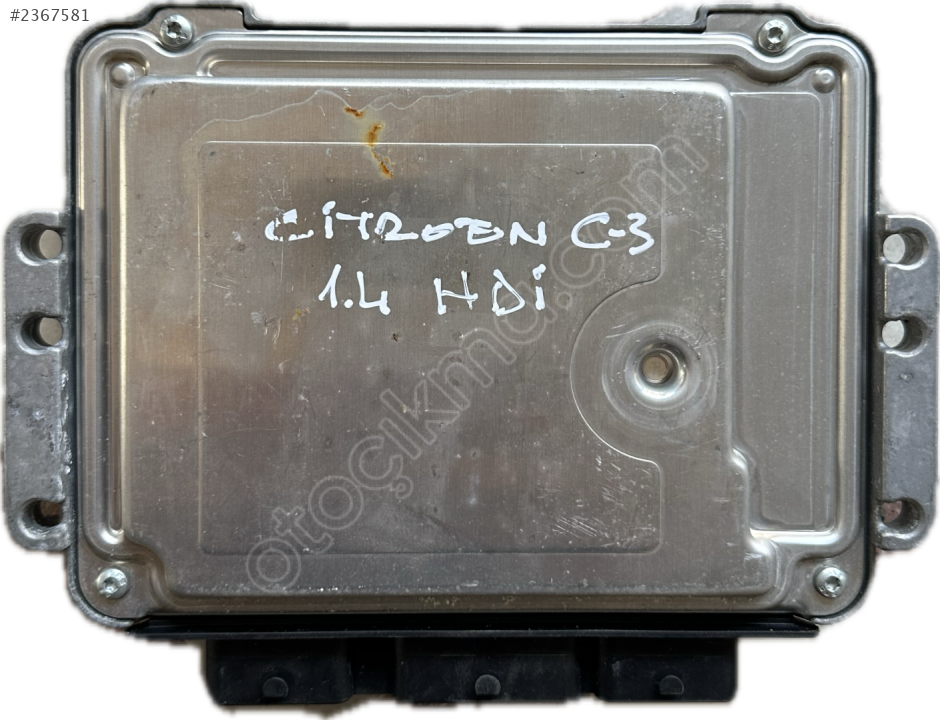 #2367581
CİTROEN C-3
1.4 HDİ
otoçıkma.com